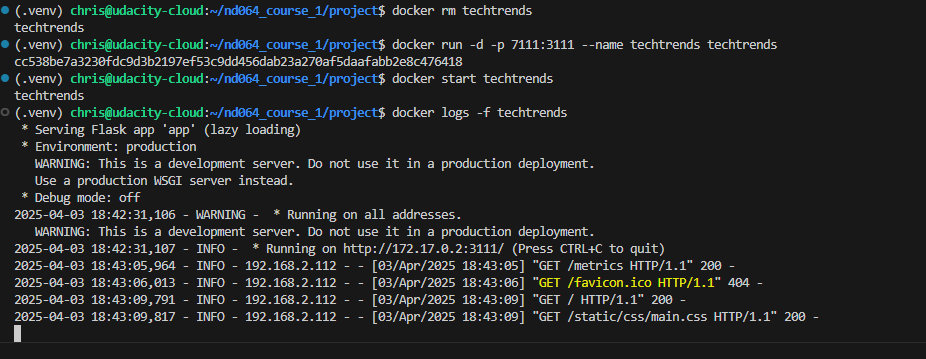 (.venv) chris@udacity-cloud:~/nd064_course_1/project$ docker rm techtrends
techtrends
(.venv) chris@udacity-cloud:~/nd064_course_1/project$ docker run -d -p 7111:3111 --name techtrends techtrends
cc538be7a3230fdc9d3b2197ef53c9dd456dab23a270af5daafabb2e8c476418
(.venv) chris@udacity-cloud:~/nd064_course_1/project$ docker start techtrends
techtrends
(.venv) chris@udacity-cloud:~/nd064_course_1/project$ docker logs -f techtrends
 * Serving Flask app 'app' (lazy loading)
 * Environment: production
   WARNING: This is a development server. Do not use it in a production deployment.
   Use a production WSGI server instead.
 * Debug mode: off
2025-04-03 18:42:31,106 - WARNING -  * Running on all addresses.
   WARNING: This is a development server. Do not use it in a production deployment.
2025-04-03 18:42:31,107 - INFO -  * Running on http://172.17.0.2:3111/ (Press CTRL+C to quit)
2025-04-03 18:43:05,964 - INFO - 192.168.2.112 - - [03/Apr/2025 18:43:05] "GET /metrics HTTP/1.1" 200 -
2025-04-03 18:43:06,013 - INFO - 192.168.2.112 - - [03/Apr/2025 18:43:06] "GET /favicon.ico HTTP/1.1" 404 -
2025-04-03 18:43:09,791 - INFO - 192.168.2.112 - - [03/Apr/2025 18:43:09] "GET / HTTP/1.1" 200 -
2025-04-03 18:43:09,817 - INFO - 192.168.2.112 - - [03/Apr/2025 18:43:09] "GET /static/css/main.css HTTP/1.1" 200 -